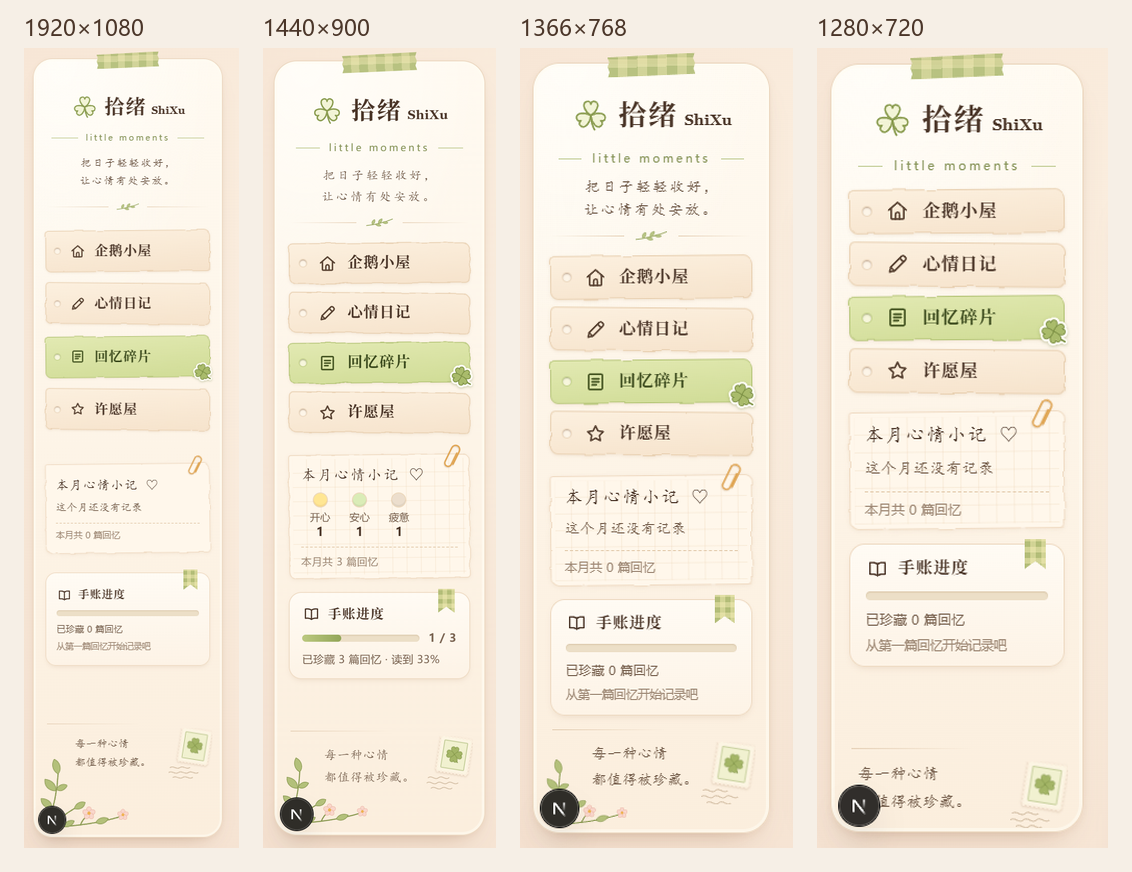 1920×1080
拾绪 ShiXu
little moments
把日子轻轻收好，
让心情有处安放。
企鹅小屋
心情日记
回忆碎片
许愿屋
本月心情小记 ♡
这个月还没有记录
本月共 0 篇回忆
手账进度
已珍藏 0 篇回忆
从第一篇回忆开始记录吧
每一种心情
都值得被珍藏。
N
1440×900
拾绪 ShiXu
little moments
把日子轻轻收好，
让心情有处安放。
企鹅小屋
心情日记
回忆碎片
许愿屋
本月心情小记 ♡
开心 安心 疲惫
1 1 1
本月共 3 篇回忆
手账进度
1 / 3
已珍藏 3 篇回忆 · 读到 33%
每一种心情
都值得被珍藏。
N
1366×768
拾绪 ShiXu
little moments
把日子轻轻收好，
让心情有处安放。
企鹅小屋
心情日记
回忆碎片
许愿屋
本月心情小记 ♡
这个月还没有记录
本月共 0 篇回忆
手账进度
已珍藏 0 篇回忆
从第一篇回忆开始记录吧
每一种心情
都值得被珍藏。
N
1280×720
拾绪 ShiXu
little moments
企鹅小屋
心情日记
回忆碎片
许愿屋
本月心情小记 ♡
这个月还没有记录
本月共 0 篇回忆
手账进度
已珍藏 0 篇回忆
从第一篇回忆开始记录吧
每一种心情
值得被珍藏。
N